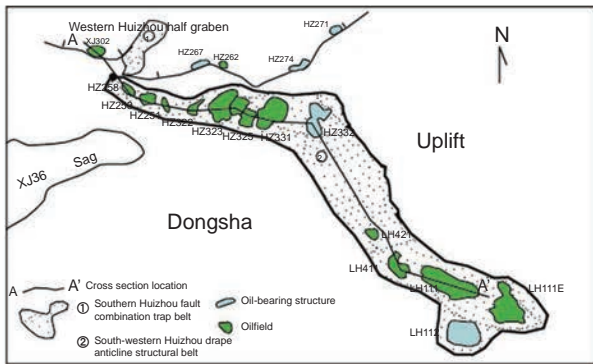 Western Huizhou half graben
HZ271
A
XJ302
①
HZ267
HZ262
HZ274
N
HZ258
HZ253
HZ251
HZ322
HZ323
HZ325
HZ331
HZ332
②
Uplift
XJ36 Sag
Dongsha
LH421
LH411
LH111
A'
LH111E
LH112
A A' Cross section location
① Southern Huizhou fault
combination trap belt
② South-western Huizhou drape
anticline structural belt
Oil-bearing structure
Oilfield